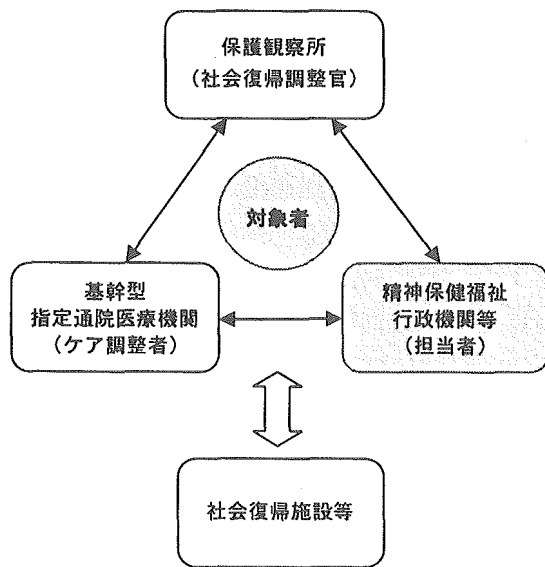 保護観察所
（社会復帰調整官）
対象者
基幹型
指定通院医療機関
（ケア調整者）
精神保健福祉
行政機関等
（担当者）
社会復帰施設等